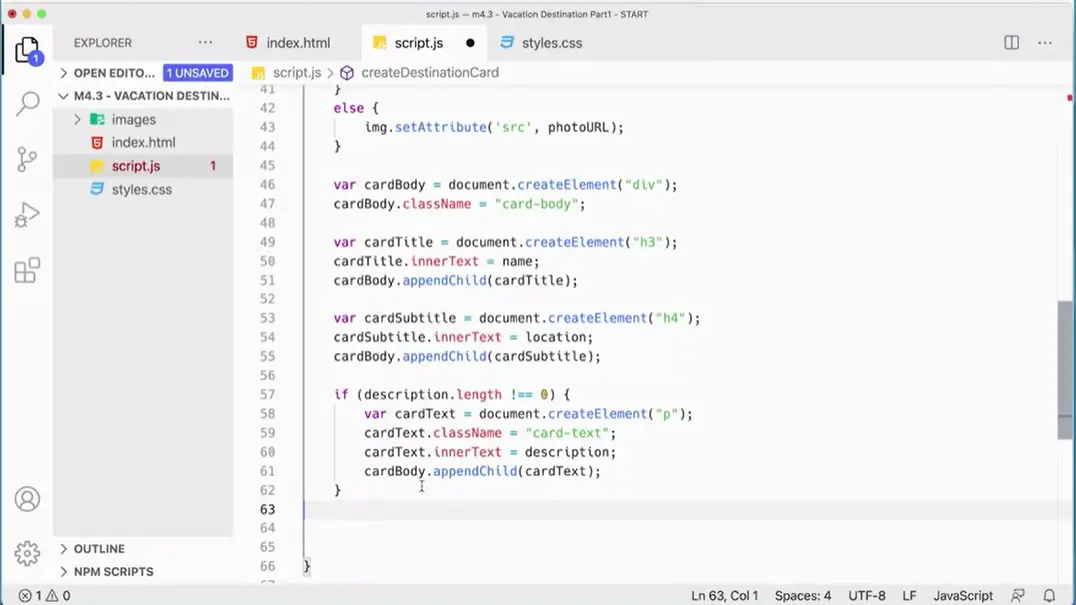 script.js — m4.3 - Vacation Destination Part1 - START
EXPLORER ···
index.html
script.js ●
styles.css
1
OPEN EDITO... 1 UNSAVED
script.js > createDestinationCard
M4.3 - VACATION DESTIN...
images
index.html
script.js 1
styles.css
41 }
42 else {
43 img.setAttribute('src', photoURL);
44 }
45
46 var cardBody = document.createElement("div");
47 cardBody.className = "card-body";
48
49 var cardTitle = document.createElement("h3");
50 cardTitle.innerText = name;
51 cardBody.appendChild(cardTitle);
52
53 var cardSubtitle = document.createElement("h4");
54 cardSubtitle.innerText = location;
55 cardBody.appendChild(cardSubtitle);
56
57 if (description.length !== 0) {
58 var cardText = document.createElement("p");
59 cardText.className = "card-text";
60 cardText.innerText = description;
61 cardBody.appendChild(cardText);
62 }
63
64
65
66 }
OUTLINE
NPM SCRIPTS
1 0
Ln 63, Col 1 Spaces: 4 UTF-8 LF JavaScript